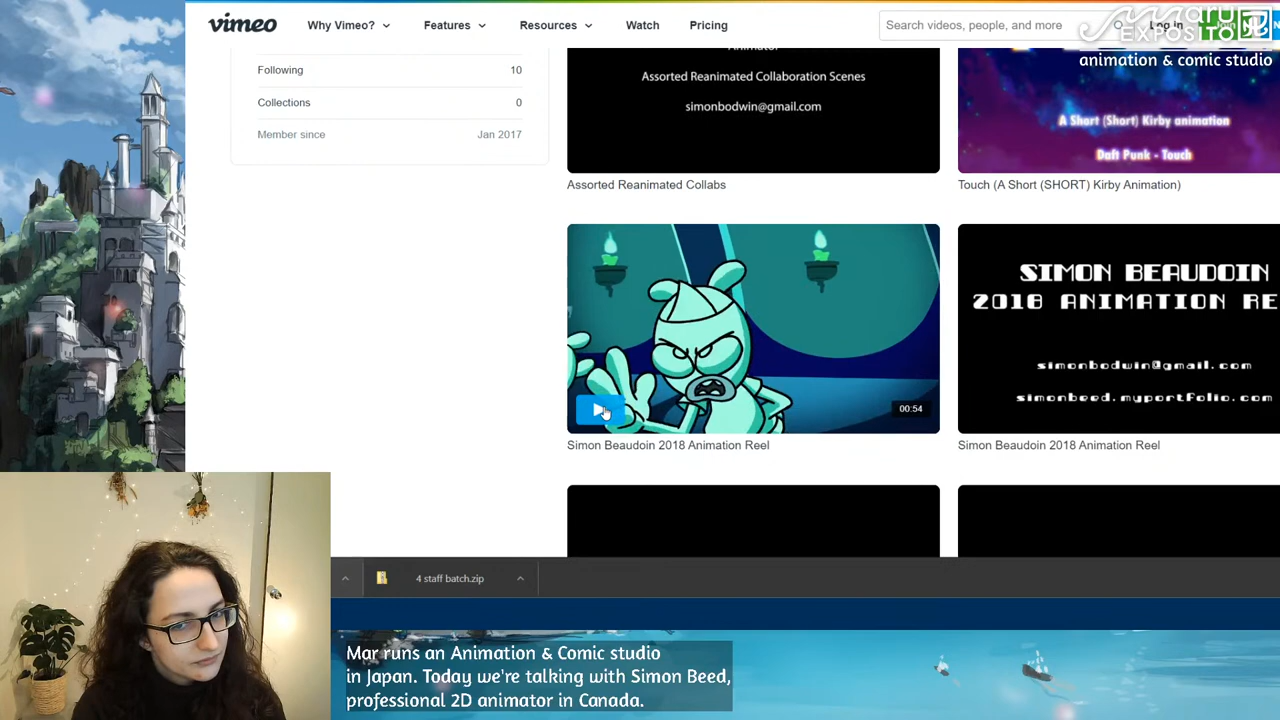 vimeo
Why Vimeo?
Features
Resources
Watch
Pricing
Search videos, people, and more
Log in
Maru
EXPOSITO
animation & comic studio
Following 10
Collections 0
Member since Jan 2017
Animator
Assorted Reanimated Collaboration Scenes
simonbodwin@gmail.com
Assorted Reanimated Collabs
A Short (Short) Kirby animation
Daft Punk - Touch
Touch (A Short (SHORT) Kirby Animation)
00:54
Simon Beaudoin 2018 Animation Reel
SIMON BEAUDOIN
2018 ANIMATION RE
simonbodwin@gmail.com
simonbeed.myportfolio.com
Simon Beaudoin 2018 Animation Reel
4 staff batch.zip
Mar runs an Animation & Comic studio
in Japan. Today we're talking with Simon Beed,
professional 2D animator in Canada.